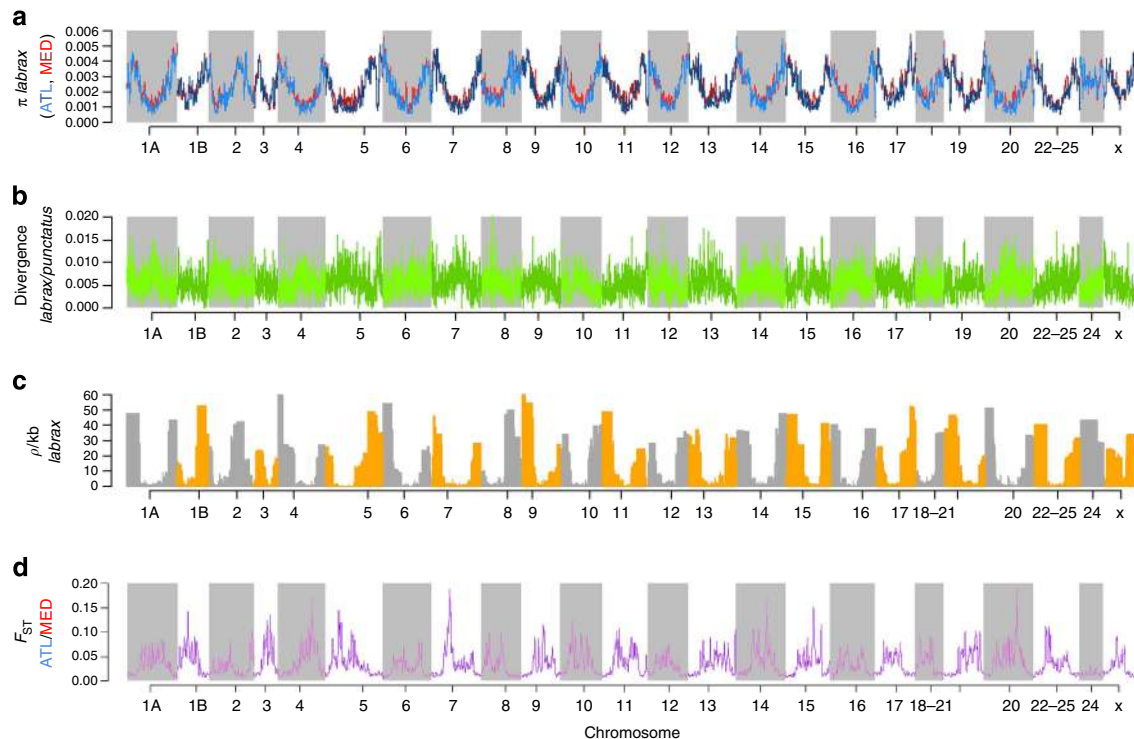 a
π labrax
(ATL, MED)
0.006
0.005
0.004
0.003
0.002
0.001
0.000
1A 1B 2 3 4 5 6 7 8 9 10 11 12 13 14 15 16 17 19 20 22–25 x
b
Divergence
labrax/punctatus
0.020
0.015
0.010
0.005
0.000
1A 1B 2 3 4 5 6 7 8 9 10 11 12 13 14 15 16 17 19 20 22–25 24 x
c
ρ/kb
labrax
60
50
40
30
20
10
0
1A 1B 2 3 4 5 6 7 8 9 10 11 12 13 14 15 16 17 18–21 20 22–25 24 x
d
FST
ATL/MED
0.20
0.15
0.10
0.05
0.00
1A 1B 2 3 4 5 6 7 8 9 10 11 12 13 14 15 16 17 18–21 20 22–25 24 x
Chromosome